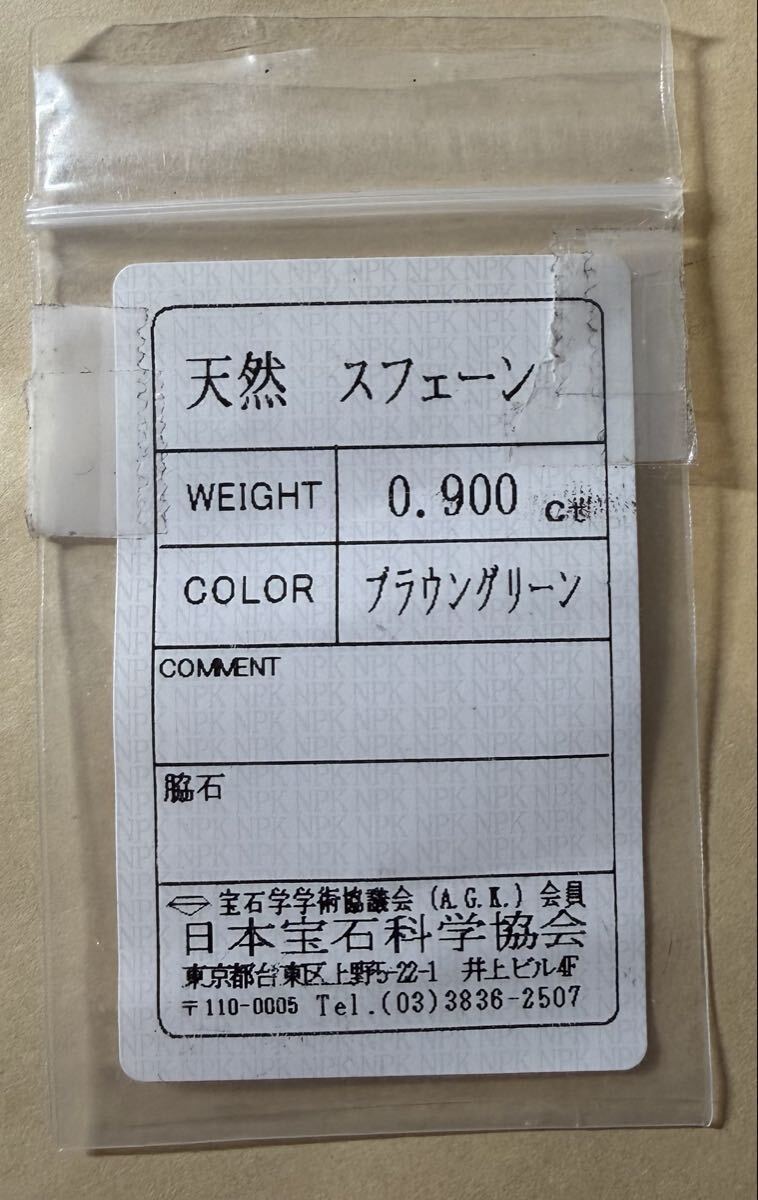 天然 スフェーン
WEIGHT 0.900 ct
COLOR ブラウングリーン
COMMENT
脇石
宝石学学術協議会 (A.G.K.) 会員
日本宝石科学協会
東京都台東区上野5-22-1 井上ビル4F
〒110-0005 Tel.(03)3836-2507